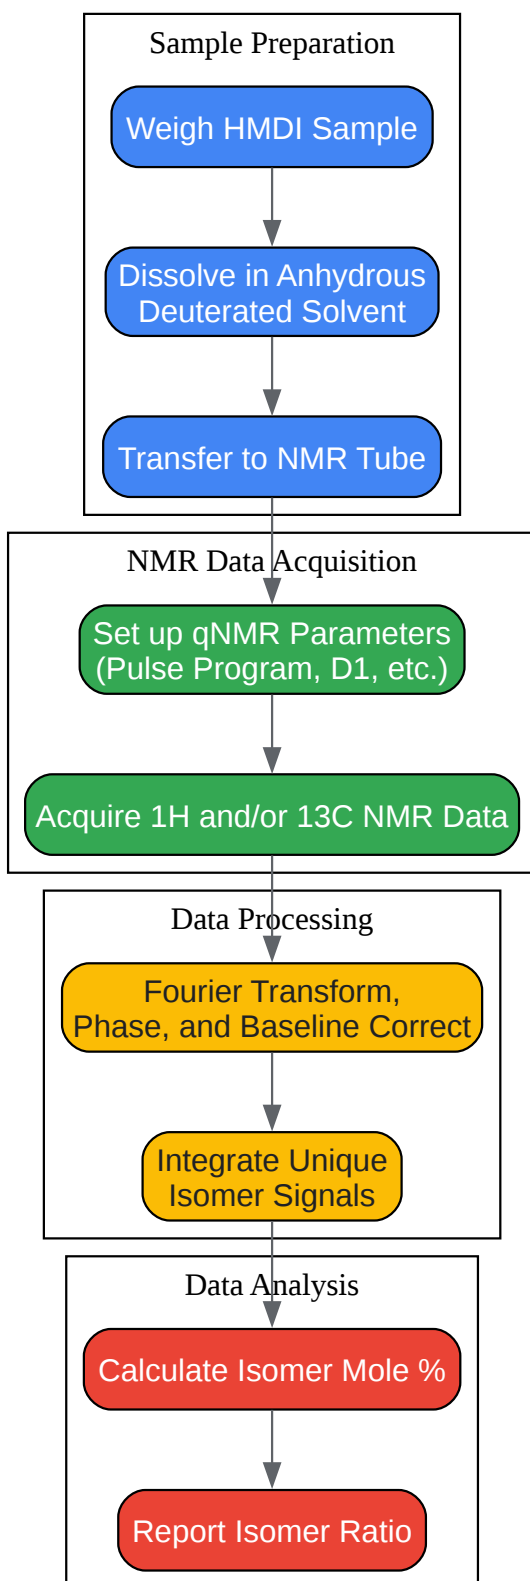 Sample Preparation
Weigh HMDI Sample
Dissolve in Anhydrous
Deuterated Solvent
Transfer to NMR Tube
NMR Data Acquisition
Set up qNMR Parameters
(Pulse Program, D1, etc.)
Acquire 1H and/or 13C NMR Data
Data Processing
Fourier Transform,
Phase, and Baseline Correct
Integrate Unique
Isomer Signals
Data Analysis
Calculate Isomer Mole %
Report Isomer Ratio